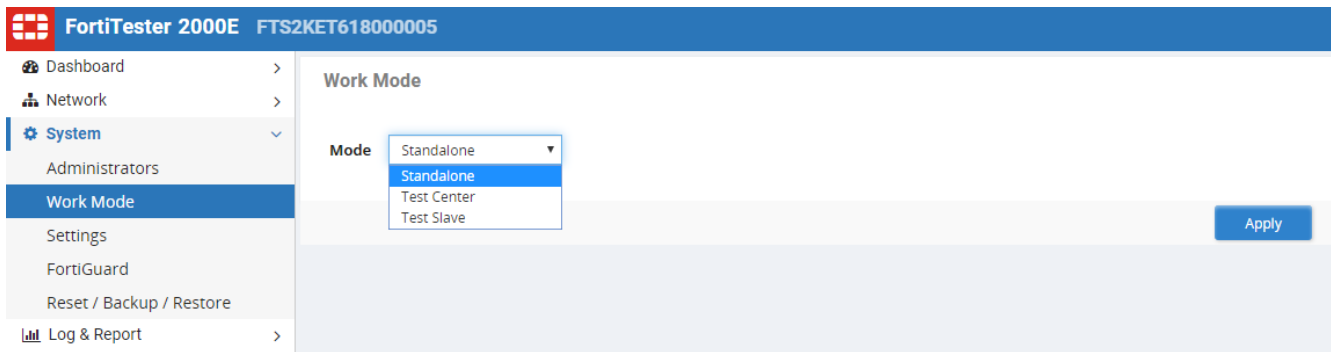 FortiTester 2000E FTS2KET618000005
Dashboard
Network
System
Administrators
Work Mode
Settings
FortiGuard
Reset / Backup / Restore
Log & Report
Work Mode
Mode Standalone
Standalone
Test Center
Test Slave
Apply